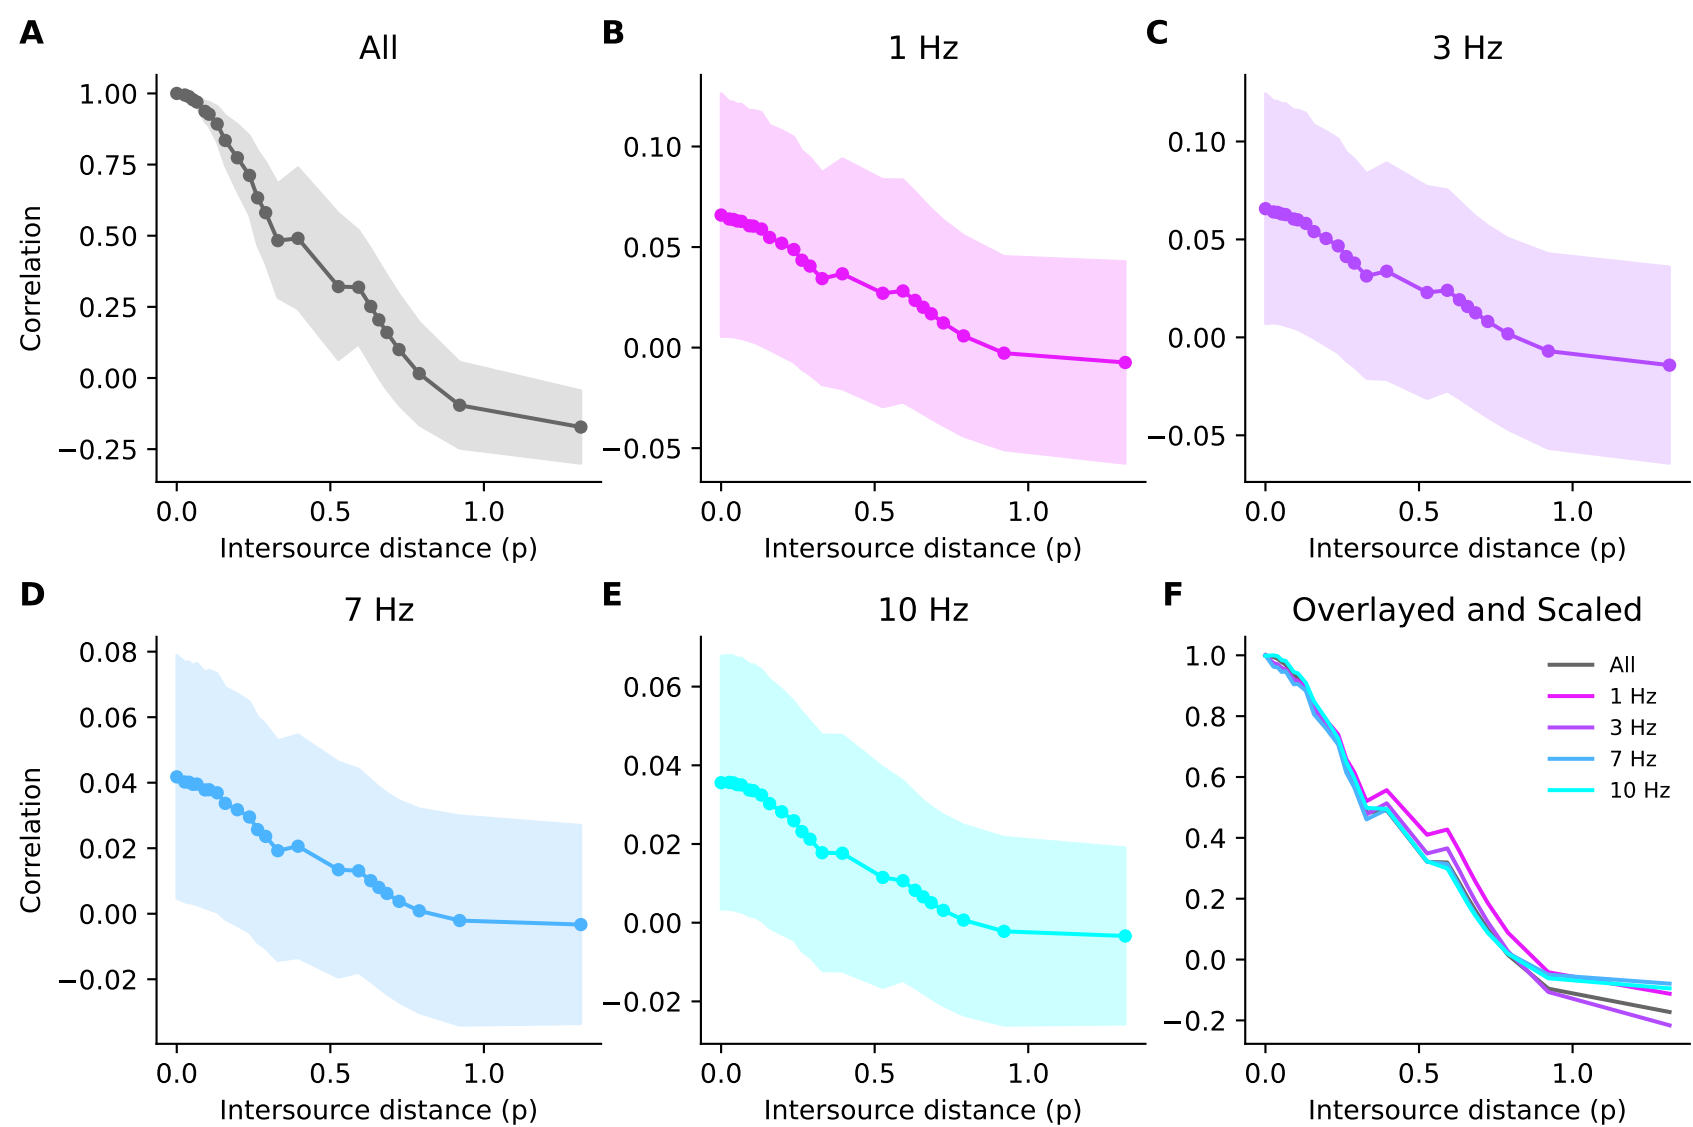 A
All
1.00
0.75
0.50
0.25
0.00
−0.25
Correlation
0.0 0.5 1.0
Intersource distance (p)
B
1 Hz
0.10
0.05
0.00
−0.05
0.0 0.5 1.0
Intersource distance (p)
C
3 Hz
0.10
0.05
0.00
−0.05
0.0 0.5 1.0
Intersource distance (p)
D
7 Hz
0.08
0.06
0.04
0.02
0.00
−0.02
Correlation
0.0 0.5 1.0
Intersource distance (p)
E
10 Hz
0.06
0.04
0.02
0.00
−0.02
0.0 0.5 1.0
Intersource distance (p)
F
Overlayed and Scaled
1.0
0.8
0.6
0.4
0.2
0.0
−0.2
All
1 Hz
3 Hz
7 Hz
10 Hz
0.0 0.5 1.0
Intersource distance (p)